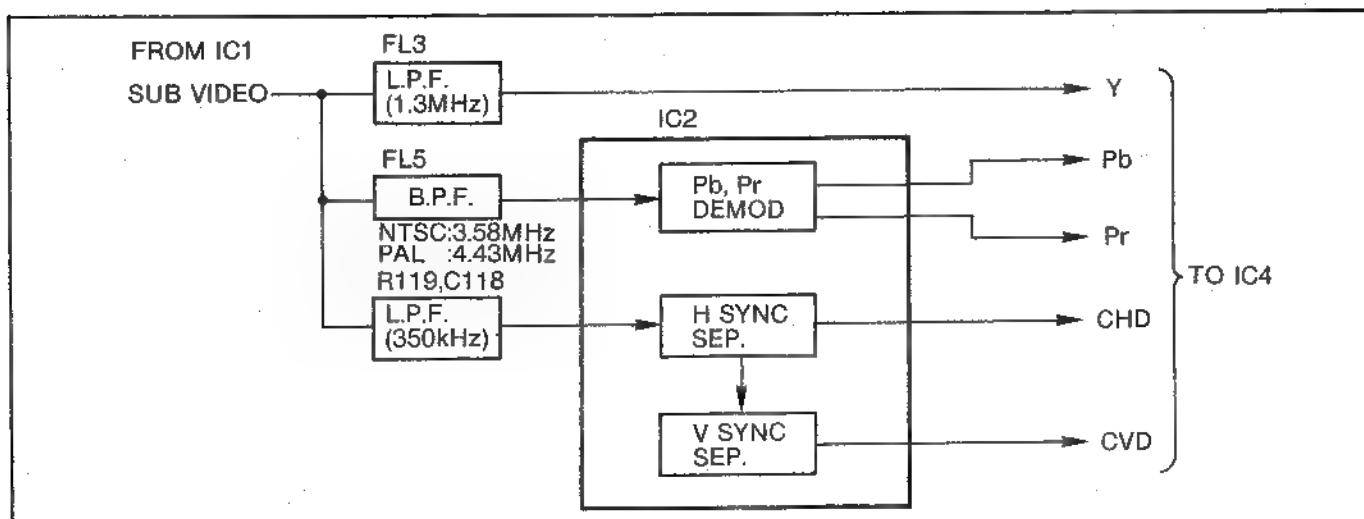 FROM IC1
SUB VIDEO
FL3
L.P.F.
(1.3MHz)
Y
IC2
FL5
B.P.F.
NTSC:3.58MHz
PAL :4.43MHz
Pb, Pr
DEMOD
Pb
Pr
R119,C118
L.P.F.
(350kHz)
H SYNC
SEP.
CHD
V SYNC
SEP.
CVD
TO IC4